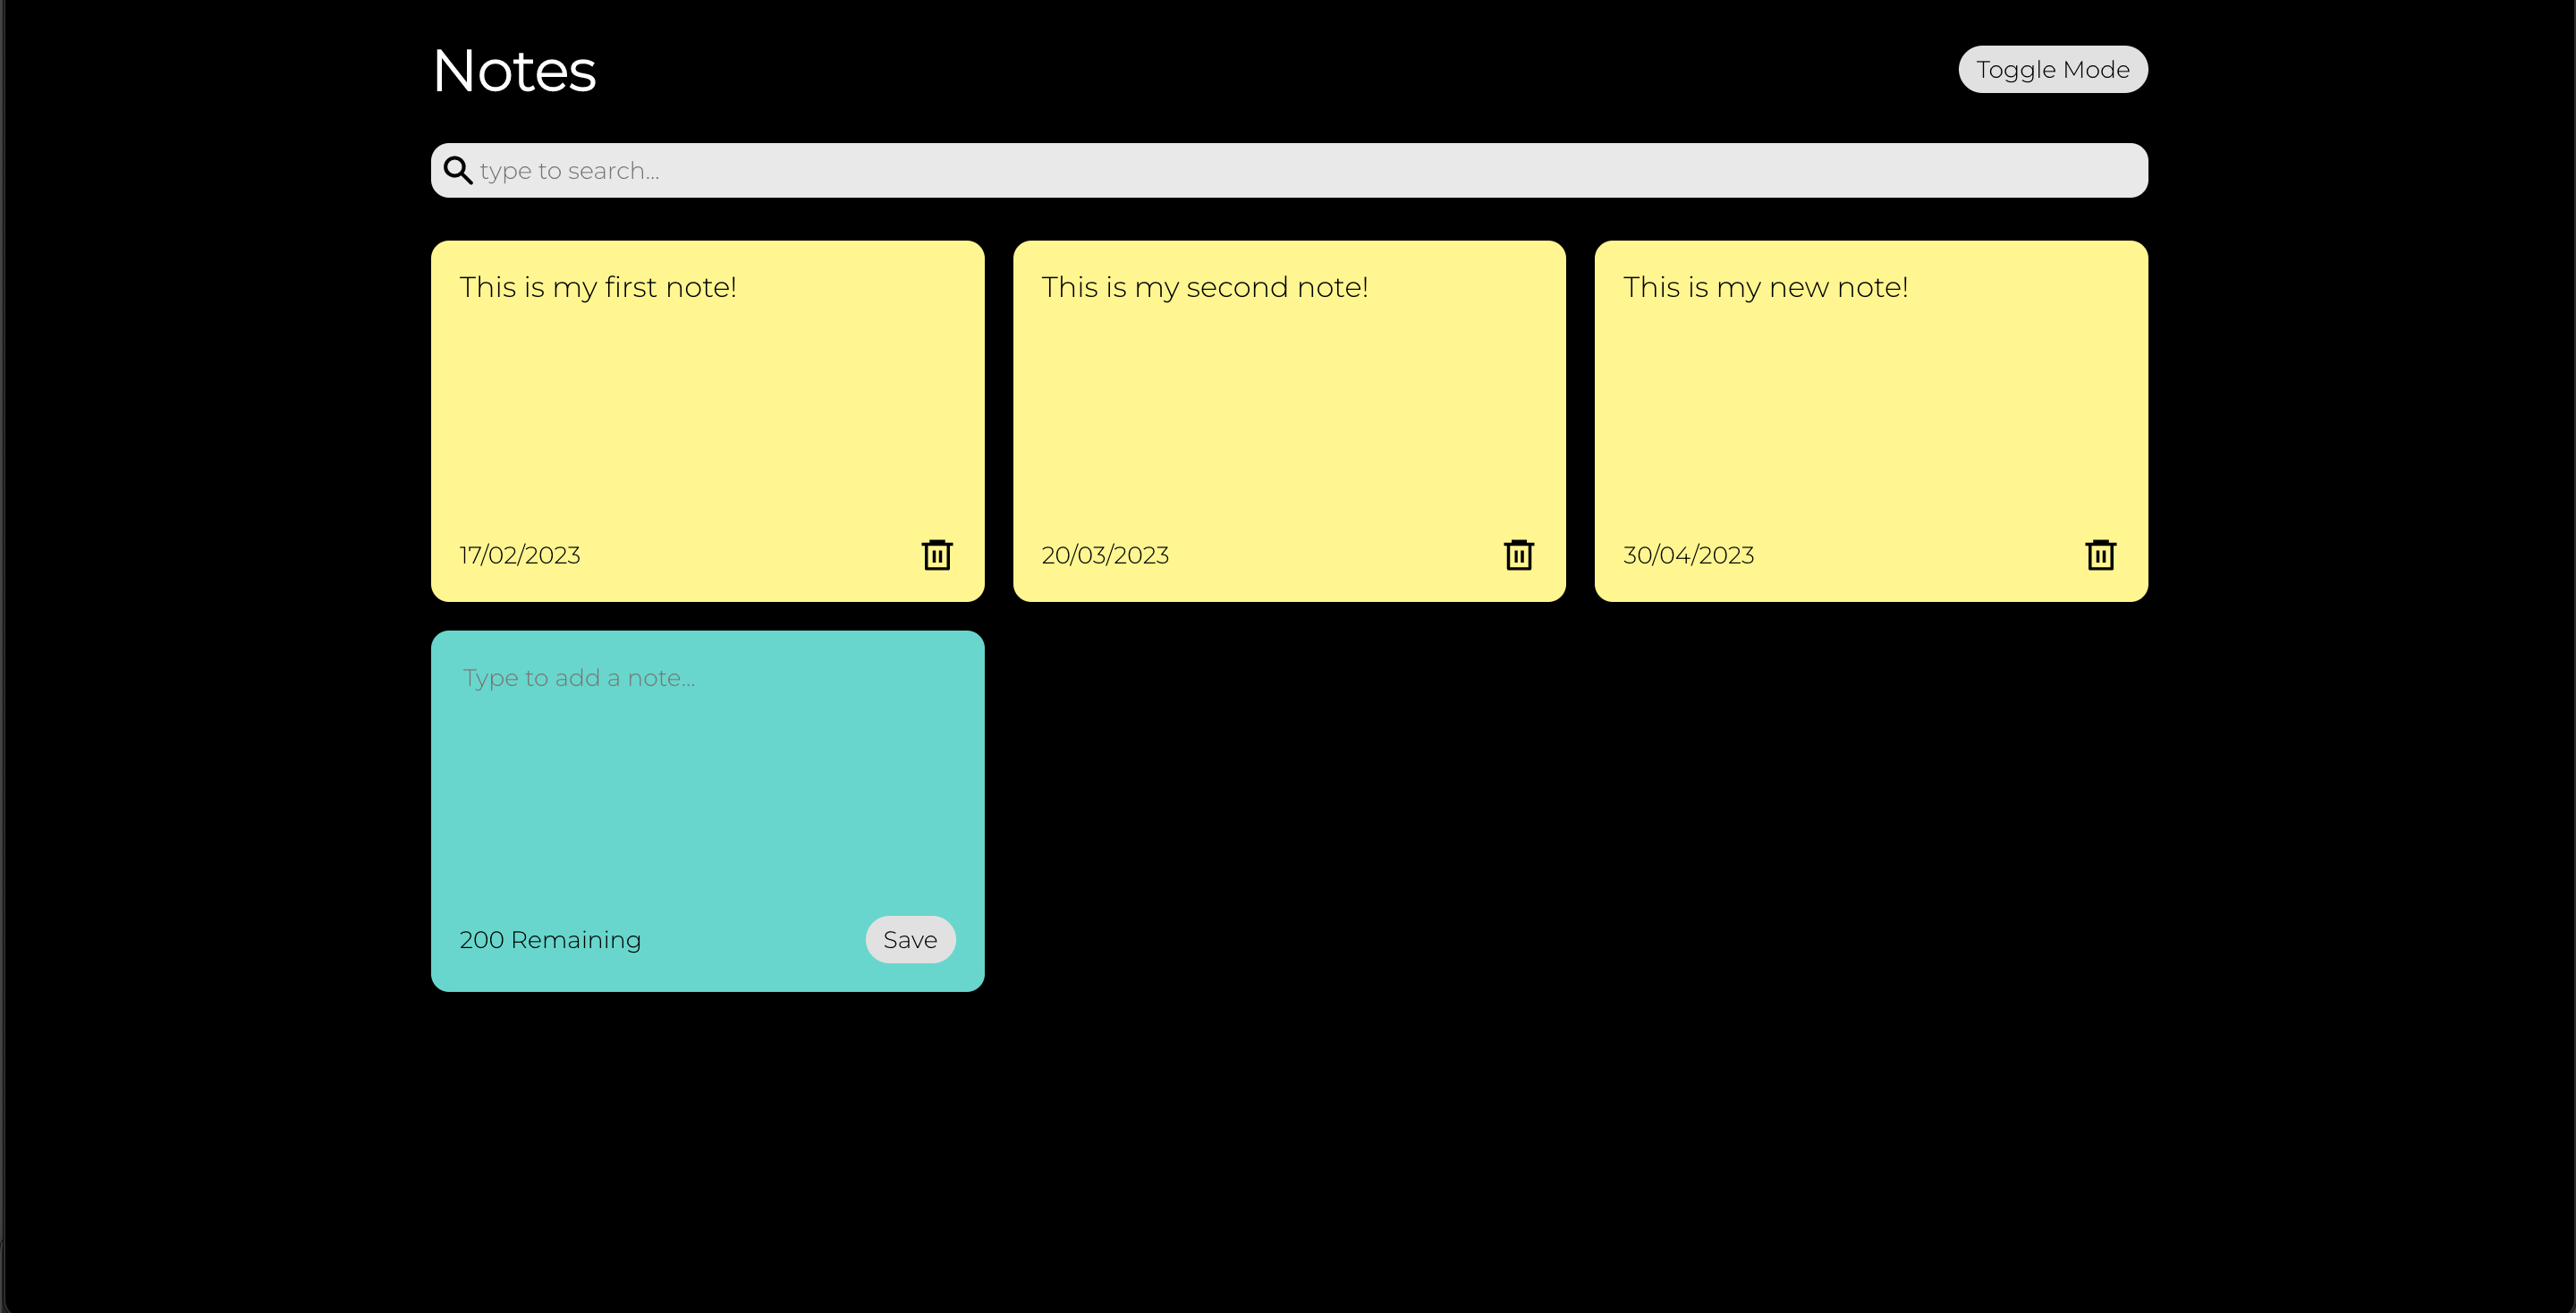 Notes
Toggle Mode
type to search...
This is my first note!
17/02/2023
This is my second note!
20/03/2023
This is my new note!
30/04/2023
Type to add a note...
200 Remaining
Save